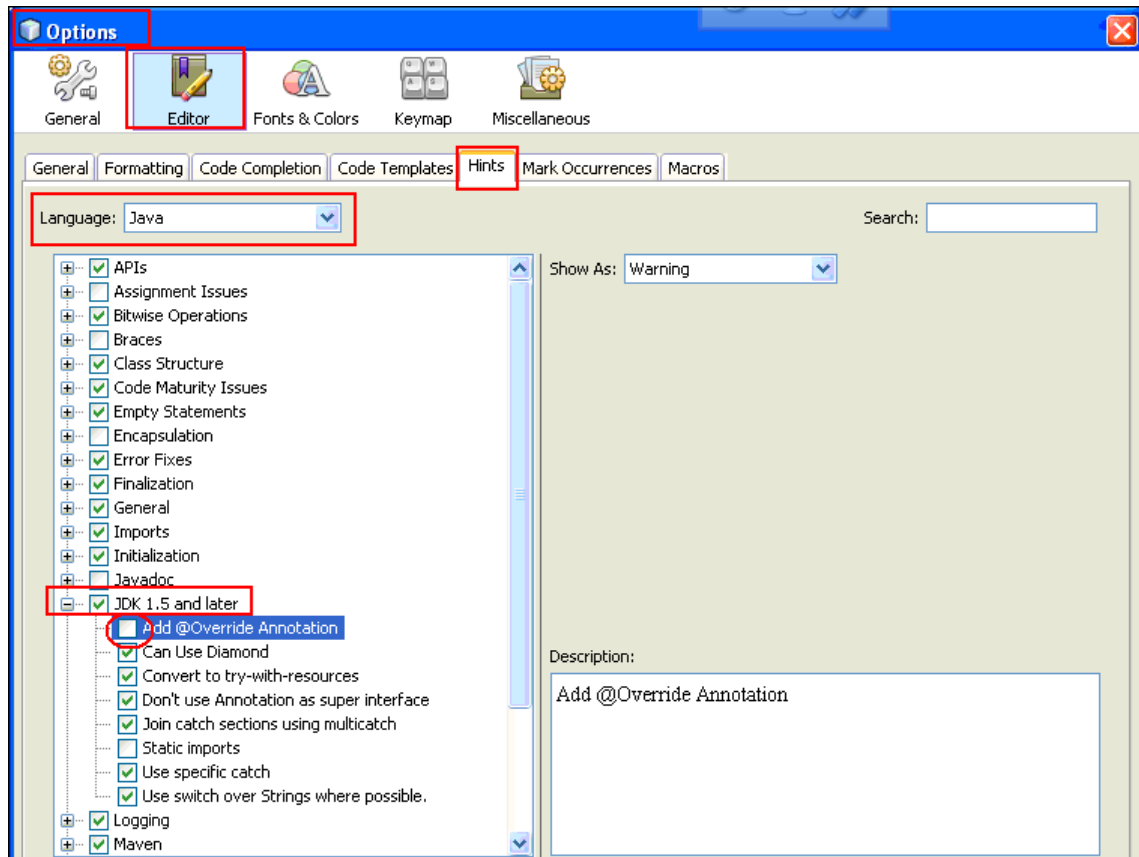 Options
General Editor Fonts & Colors Keymap Miscellaneous
General Formatting Code Completion Code Templates Hints Mark Occurrences Macros
Language: Java Search:
APIs
Assignment Issues
Bitwise Operations
Braces
Class Structure
Code Maturity Issues
Empty Statements
Encapsulation
Error Fixes
Finalization
General
Imports
Initialization
Javadoc
JDK 1.5 and later
Add @Override Annotation
Can Use Diamond
Convert to try-with-resources
Don't use Annotation as super interface
Join catch sections using multicatch
Static imports
Use specific catch
Use switch over Strings where possible.
Logging
Maven
Show As: Warning
Description:
Add @Override Annotation